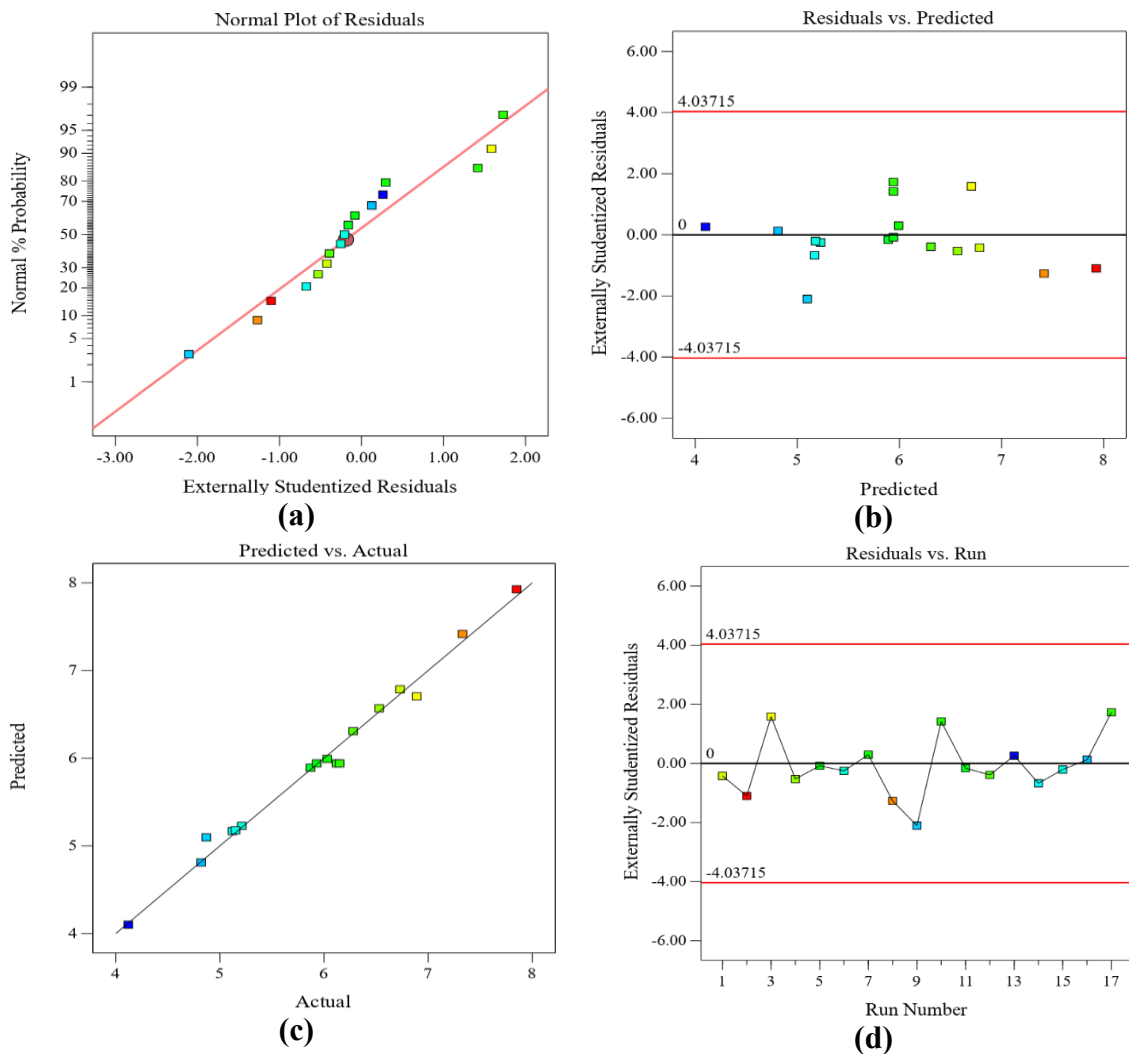 Normal Plot of Residuals
Normal % Probability
99
95
90
80
70
50
30
20
10
5
1
-3.00 -2.00 -1.00 0.00 1.00 2.00
Externally Studentized Residuals
(a)
Residuals vs. Predicted
Externally Studentized Residuals
6.00
4.00
2.00
0.00
-2.00
-4.00
-6.00
4.03715
0
-4.03715
4 5 6 7 8
Predicted
(b)
Predicted vs. Actual
Predicted
8
7
6
5
4
4 5 6 7 8
Actual
(c)
Residuals vs. Run
Externally Studentized Residuals
6.00
4.00
2.00
0.00
-2.00
-4.00
-6.00
4.03715
0
-4.03715
1 3 5 7 9 11 13 15 17
Run Number
(d)